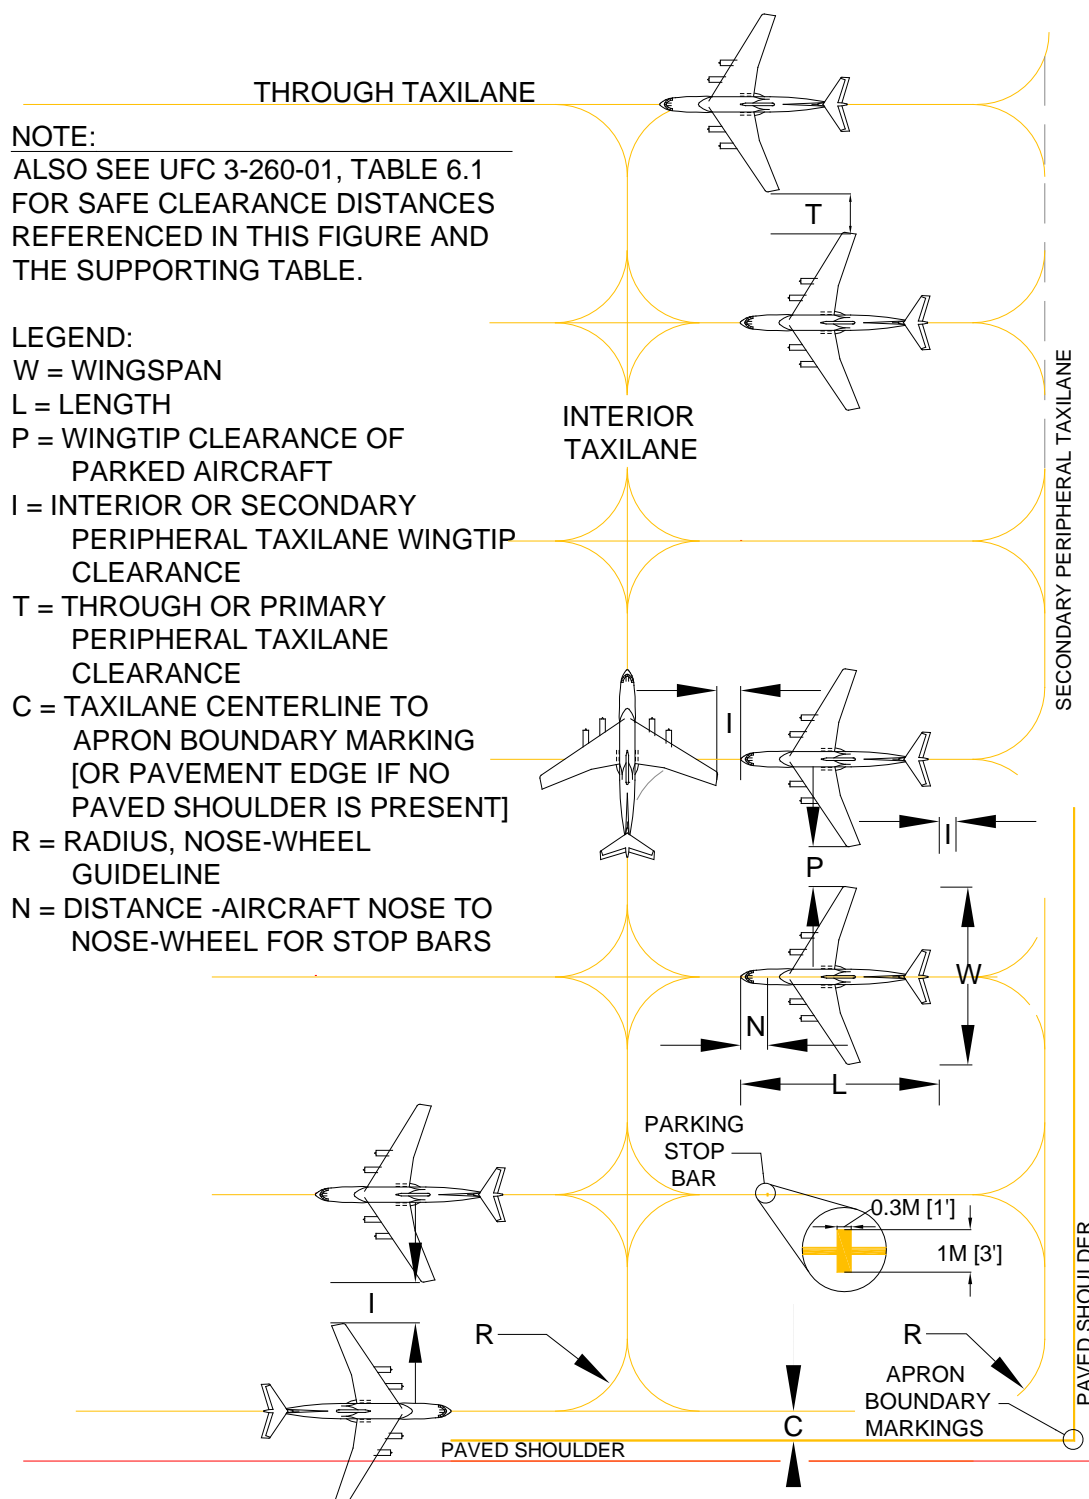 THROUGH TAXILANE
NOTE:
ALSO SEE UFC 3-260-01, TABLE 6.1
FOR SAFE CLEARANCE DISTANCES
REFERENCED IN THIS FIGURE AND
THE SUPPORTING TABLE.
T
LEGEND:
W = WINGSPAN
L = LENGTH
P = WINGTIP CLEARANCE OF
PARKED AIRCRAFT
I = INTERIOR OR SECONDARY
PERIPHERAL TAXILANE WINGTIP
CLEARANCE
T = THROUGH OR PRIMARY
PERIPHERAL TAXILANE
CLEARANCE
C = TAXILANE CENTERLINE TO
APRON BOUNDARY MARKING
[OR PAVEMENT EDGE IF NO
PAVED SHOULDER IS PRESENT]
R = RADIUS, NOSE-WHEEL
GUIDELINE
N = DISTANCE -AIRCRAFT NOSE TO
NOSE-WHEEL FOR STOP BARS
INTERIOR
TAXILANE
SECONDARY PERIPHERAL TAXILANE
I
I
P
W
N
L
PARKING
STOP
BAR
0.3M [1']
1M [3']
PAVED SHOULDER
I
R
R
APRON
BOUNDARY
MARKINGS
C
PAVED SHOULDER